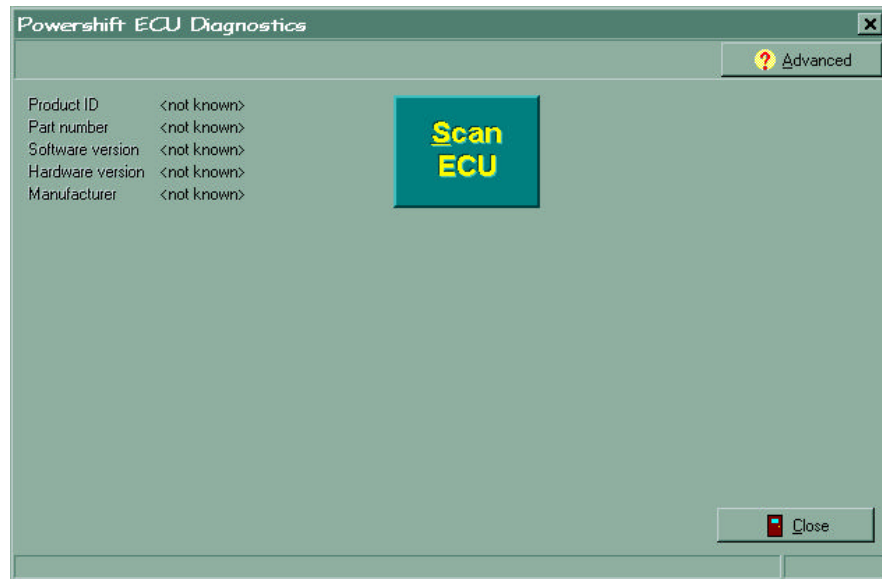 Powershift ECU Diagnostics
Advanced
Product ID <not known>
Part number <not known>
Software version <not known>
Hardware version <not known>
Manufacturer <not known>
Scan
ECU
Close